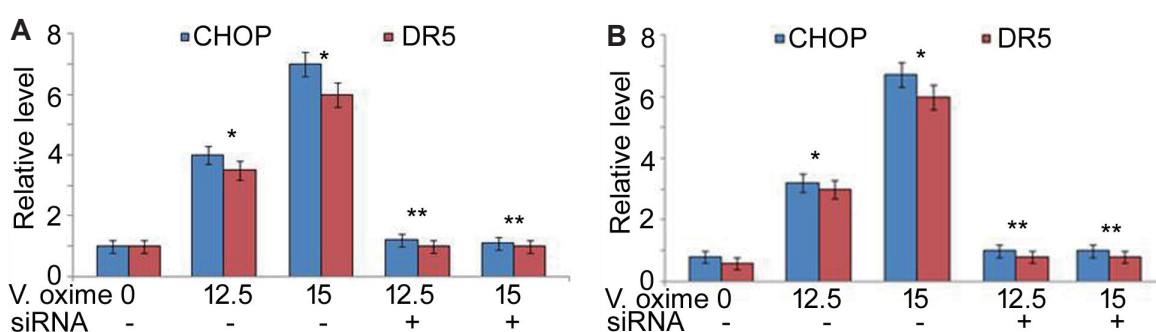 A 8 CHOP DR5
Relative level
6
4
2
0
* * ** **
V. oxime 0 12.5 15 12.5 15
siRNA - - - + +
B 8 CHOP DR5
Relative level
6
4
2
0
* * ** **
V. oxime 0 12.5 15 12.5 15
siRNA - - - + +